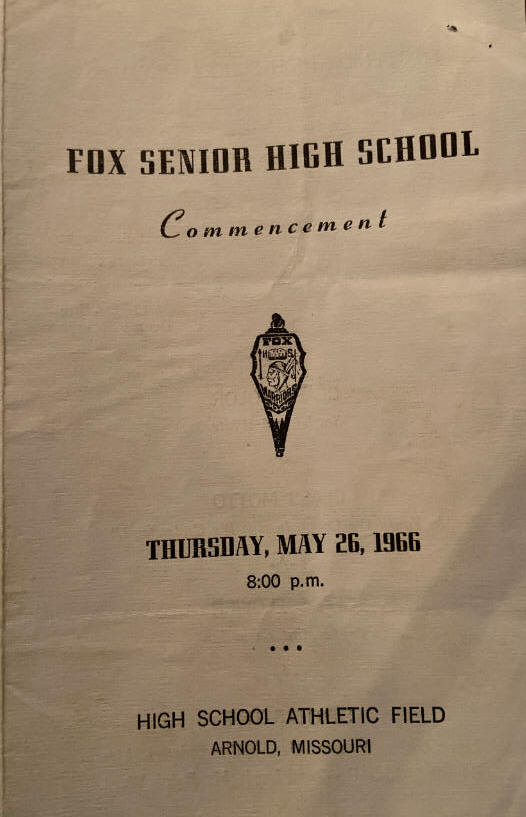 FOX SENIOR HIGH SCHOOL
Commencement
FOX
H S
WARRIORS
THURSDAY, MAY 26, 1966
8:00 p.m.
...
HIGH SCHOOL ATHLETIC FIELD
ARNOLD, MISSOURI